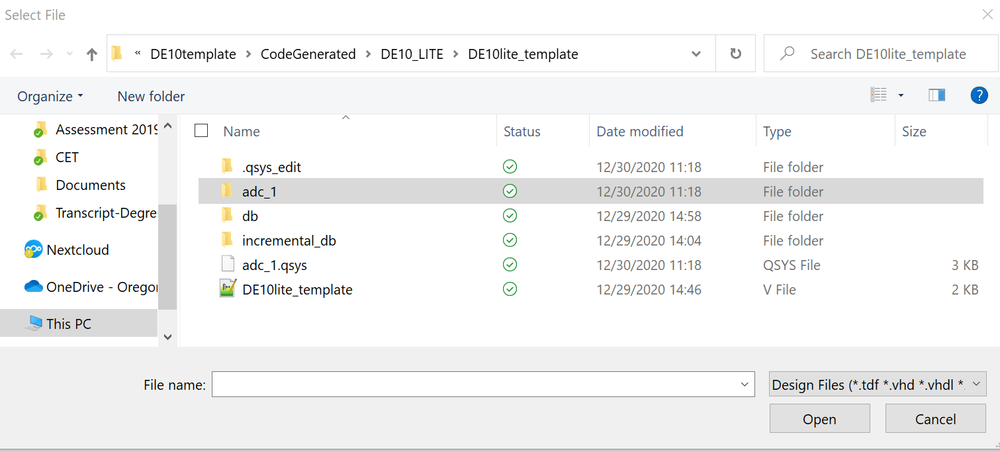 Select File
« DE10template > CodeGenerated > DE10_LITE > DE10lite_template
Search DE10lite_template
Organize
New folder
?
Assessment 2019
CET
Documents
Transcript-Degre
Nextcloud
OneDrive - Orego
This PC
Name Status Date modified Type Size
.qsys_edit 12/30/2020 11:18 File folder
adc_1 12/30/2020 11:18 File folder
db 12/29/2020 14:58 File folder
incremental_db 12/29/2020 14:04 File folder
adc_1.qsys 12/30/2020 11:18 QSYS File 3 KB
DE10lite_template 12/29/2020 14:46 V File 2 KB
File name:
Design Files (*.tdf *.vhd *.vhdl *.
Open
Cancel